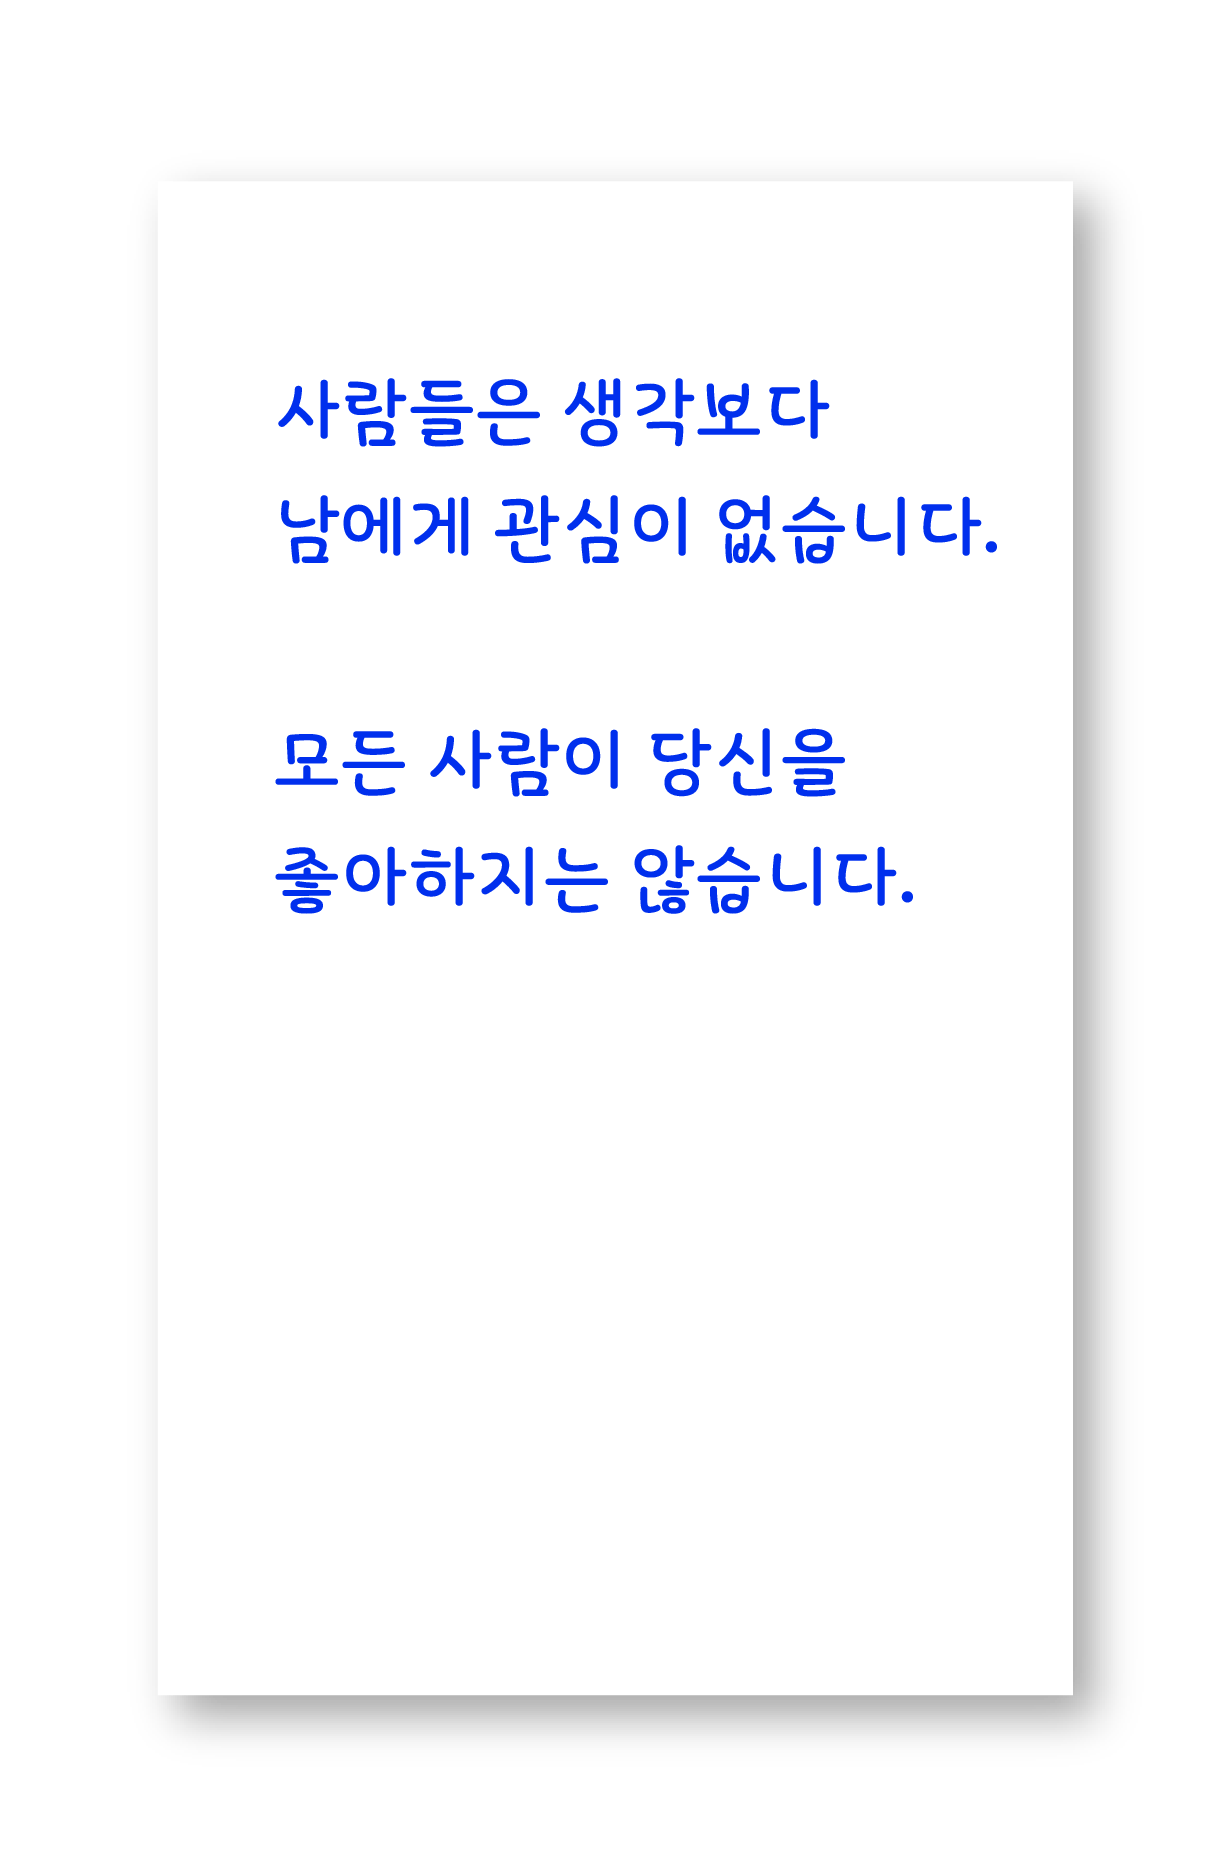 사람들은 생각보다
남에게 관심이 없습니다.
모든 사람이 당신을
좋아하지는 않습니다.